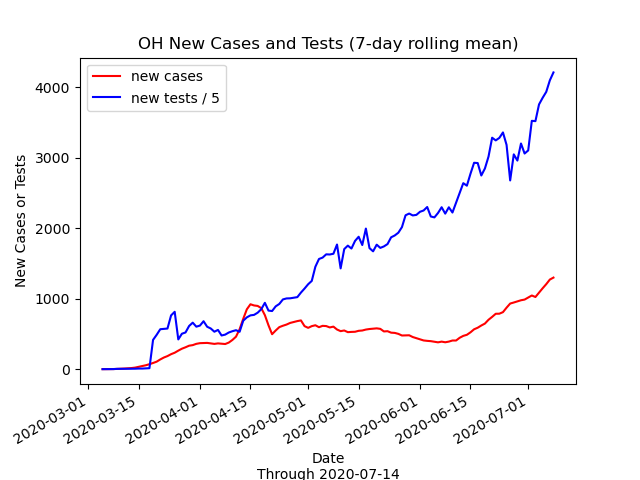 OH New Cases and Tests (7-day rolling mean)
new cases
new tests / 5
4000
3000
2000
1000
0
New Cases or Tests
2020-03-01
2020-03-15
2020-04-01
2020-04-15
2020-05-01
2020-05-15
2020-06-01
2020-06-15
2020-07-01
Date
Through 2020-07-14